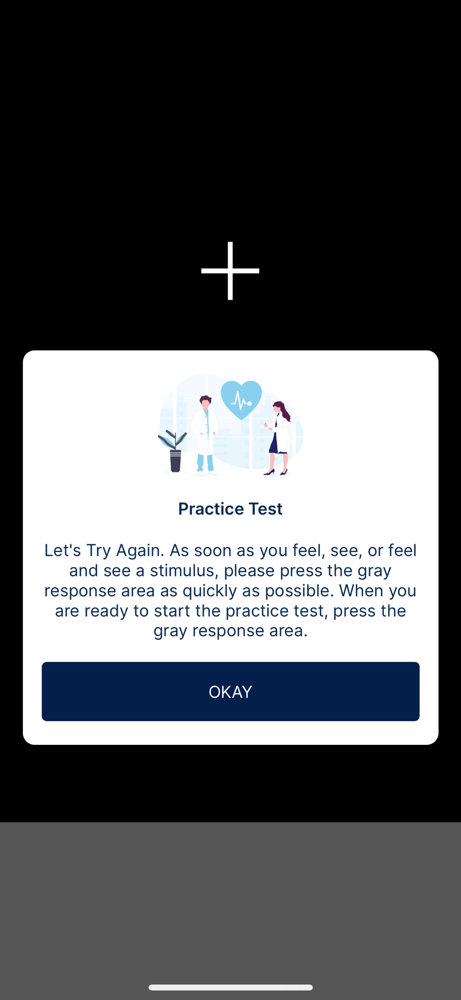 Practice Test
Let's Try Again. As soon as you feel, see, or feel
and see a stimulus, please press the gray
response area as quickly as possible. When you
are ready to start the practice test, press the
gray response area.
OKAY